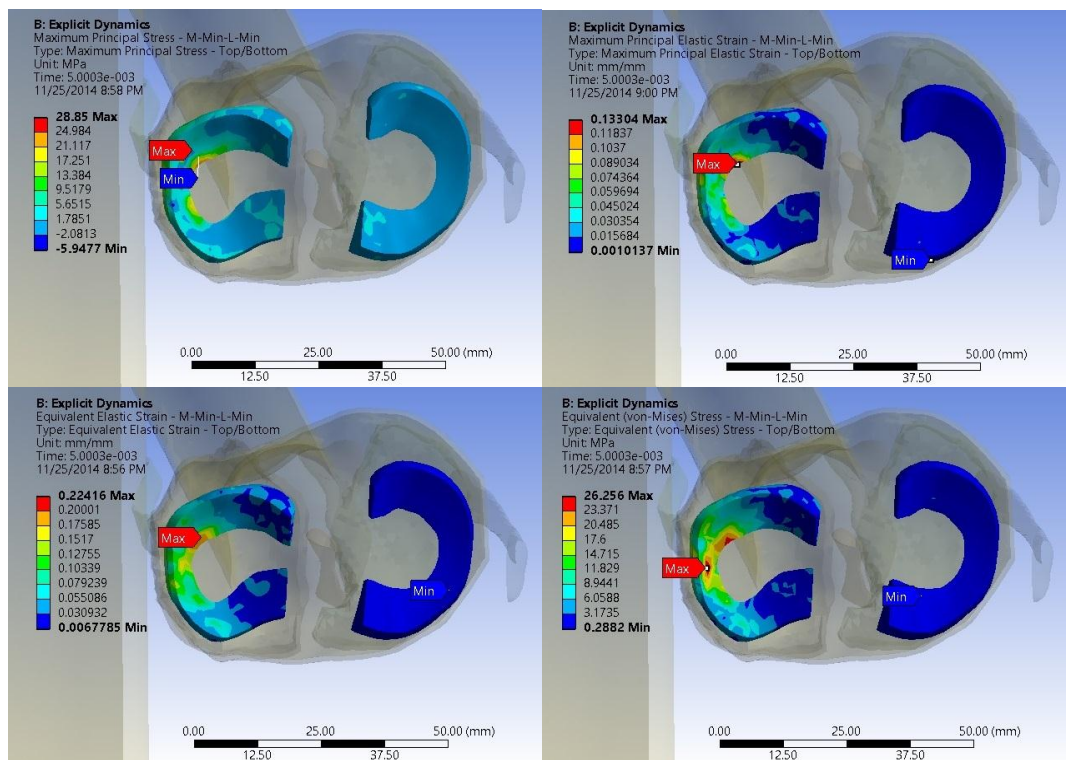 B: Explicit Dynamics
Maximum Principal Stress - M-Min-L-Min
Type: Maximum Principal Stress - Top/Bottom
Unit: MPa
Time: 5.0003e-003
11/25/2014 8:58 PM
28.85 Max
24.984
21.117
17.251
13.384
9.5179
5.6515
1.7851
-2.0813
-5.9477 Min
Max
Min
0.00 25.00 50.00 (mm)
12.50 37.50
B: Explicit Dynamics
Maximum Principal Elastic Strain - M-Min-L-Min
Type: Maximum Principal Elastic Strain - Top/Bottom
Unit: mm/mm
Time: 5.0003e-003
11/25/2014 9:00 PM
0.13304 Max
0.11837
0.1037
0.089034
0.074364
0.059694
0.045024
0.030354
0.015684
0.0010137 Min
Max
Min
0.00 25.00 50.00 (mm)
12.50 37.50
B: Explicit Dynamics
Equivalent Elastic Strain - M-Min-L-Min
Type: Equivalent Elastic Strain - Top/Bottom
Unit: mm/mm
Time: 5.0003e-003
11/25/2014 8:56 PM
0.22416 Max
0.20001
0.17585
0.1517
0.12755
0.10339
0.079239
0.055086
0.030932
0.0067785 Min
Max
Min
0.00 25.00 50.00 (mm)
12.50 37.50
B: Explicit Dynamics
Equivalent (von-Mises) Stress - M-Min-L-Min
Type: Equivalent (von-Mises) Stress - Top/Bottom
Unit: MPa
Time: 5.0003e-003
11/25/2014 8:57 PM
26.256 Max
23.371
20.485
17.6
14.715
11.829
8.9441
6.0588
3.1735
0.2882 Min
Max
Min
0.00 25.00 50.00 (mm)
12.50 37.50